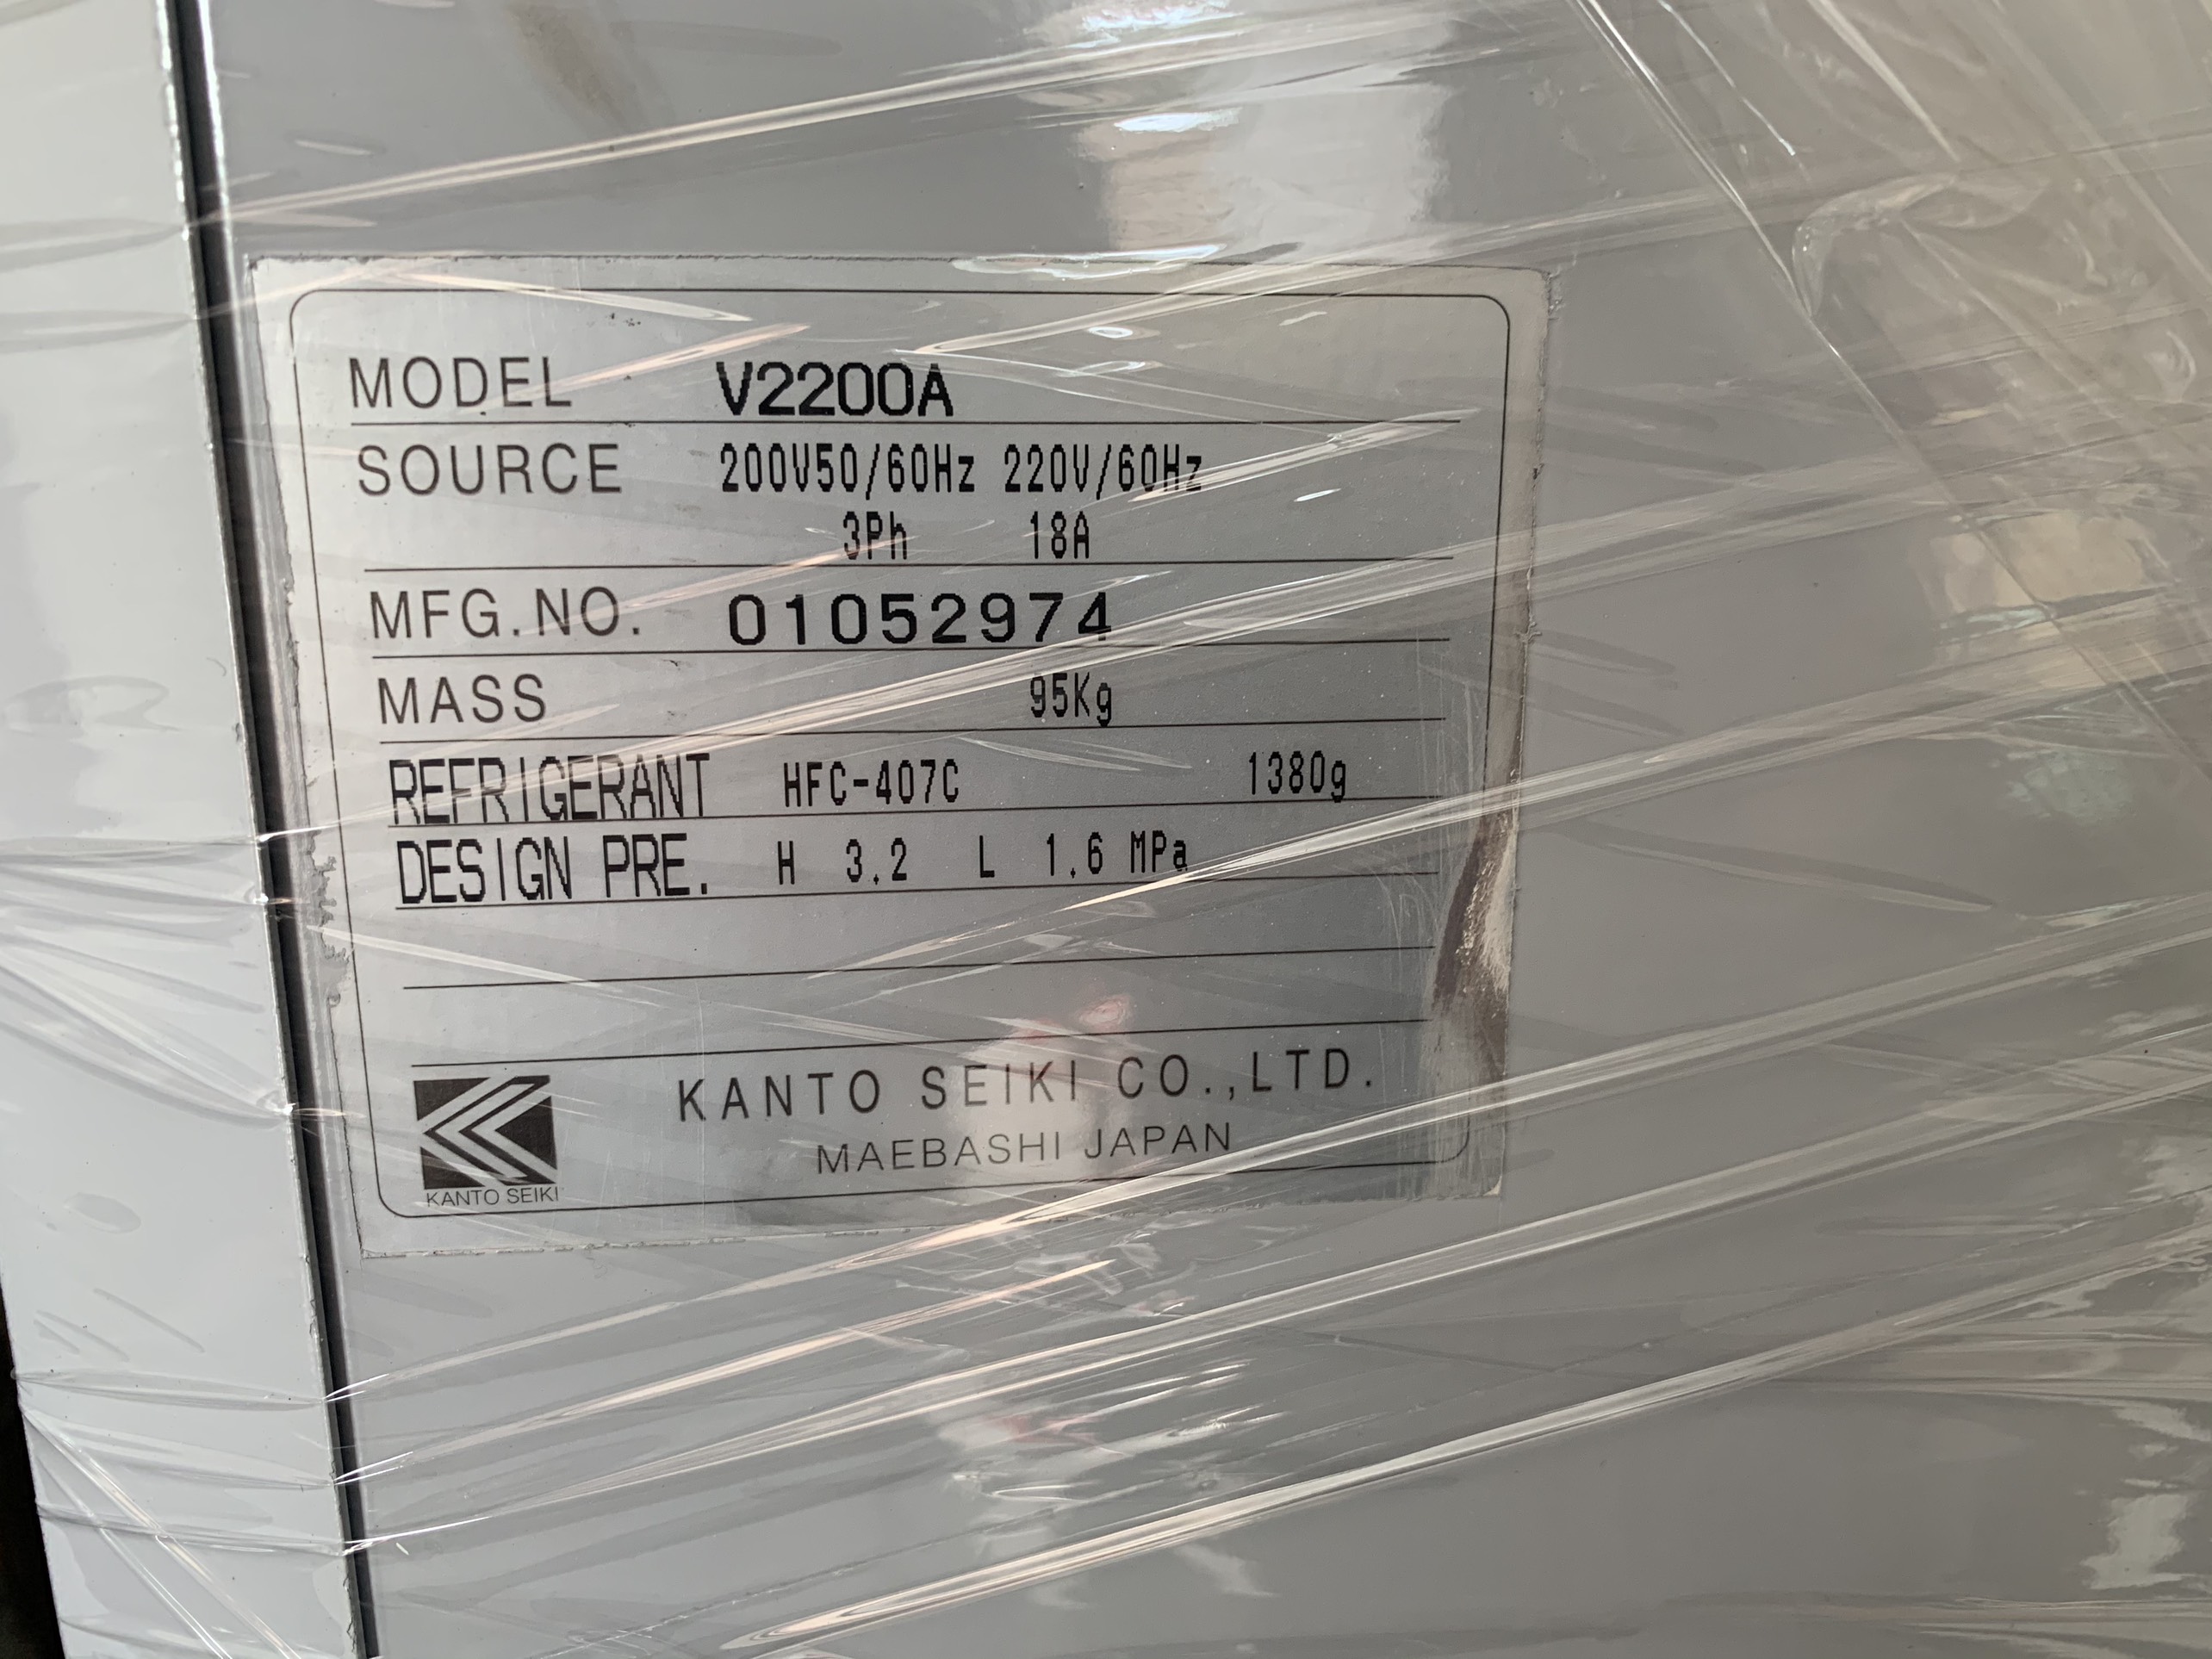 MODEL V2200A
SOURCE 200V50/60Hz 220V/60Hz
3Ph 18A
MFG.NO. 01052974
MASS 95Kg
REFRIGERANT HFC-407C 1380g
DESIGN PRE. H 3.2 L 1.6 MPa
KANTO SEIKI CO.,LTD.
MAEBASHI JAPAN
KANTO SEIKI